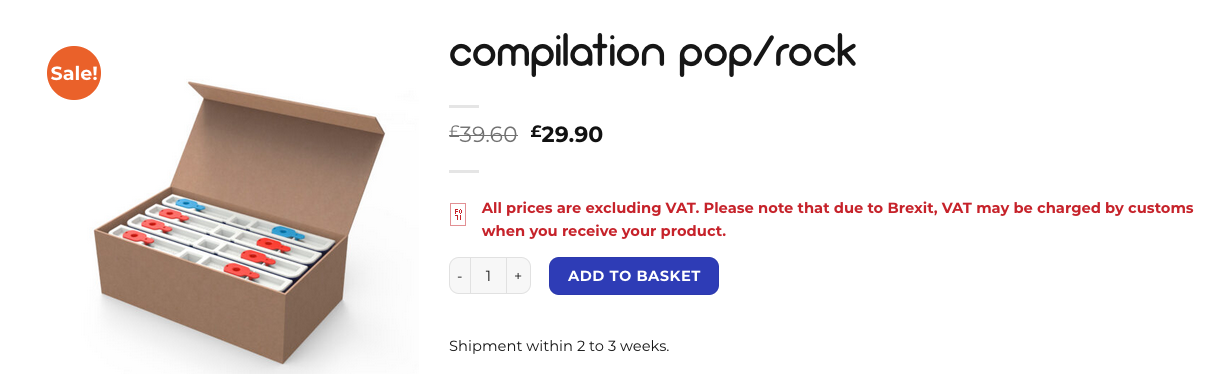 Sale!
compilation pop/rock
£39.60 £29.90
All prices are excluding VAT. Please note that due to Brexit, VAT may be charged by customs
when you receive your product.
- 1 +
ADD TO BASKET
Shipment within 2 to 3 weeks.